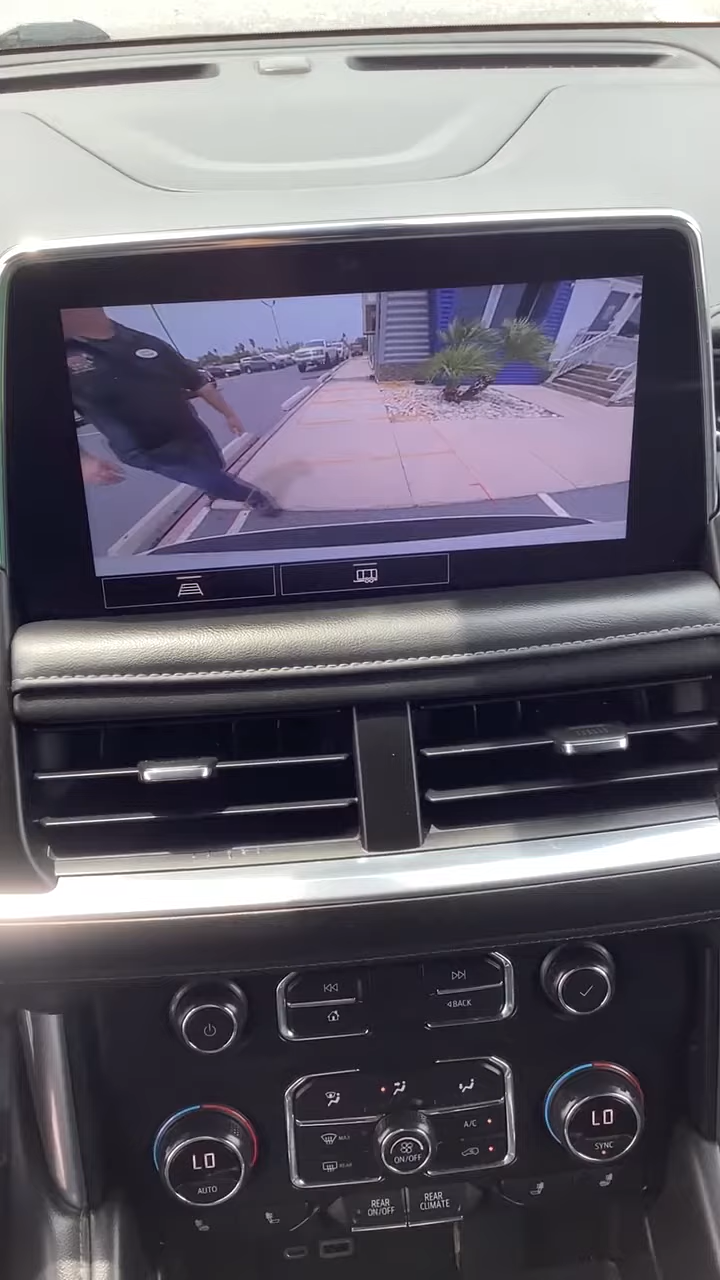 BACK
LO
AUTO
MAX
REAR
A/C
ON/OFF
LO
SYNC
REAR
ON/OFF
REAR
CLIMATE